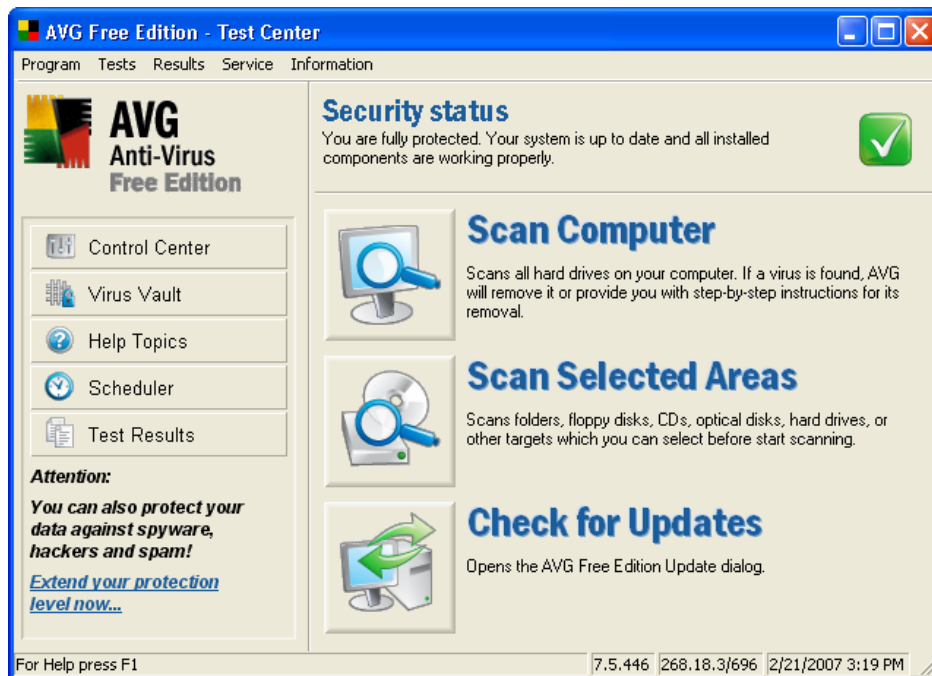 AVG Free Edition - Test Center
Program Tests Results Service Information
AVG
Anti-Virus
Free Edition
Control Center
Virus Vault
Help Topics
Scheduler
Test Results
Attention:
You can also protect your
data against spyware,
hackers and spam!
Extend your protection
level now...
Security status
You are fully protected. Your system is up to date and all installed
components are working properly.
Scan Computer
Scans all hard drives on your computer. If a virus is found, AVG
will remove it or provide you with step-by-step instructions for its
removal.
Scan Selected Areas
Scans folders, floppy disks, CDs, optical disks, hard drives, or
other targets which you can select before start scanning.
Check for Updates
Opens the AVG Free Edition Update dialog.
For Help press F1
7.5.446 268.18.3/696 2/21/2007 3:19 PM